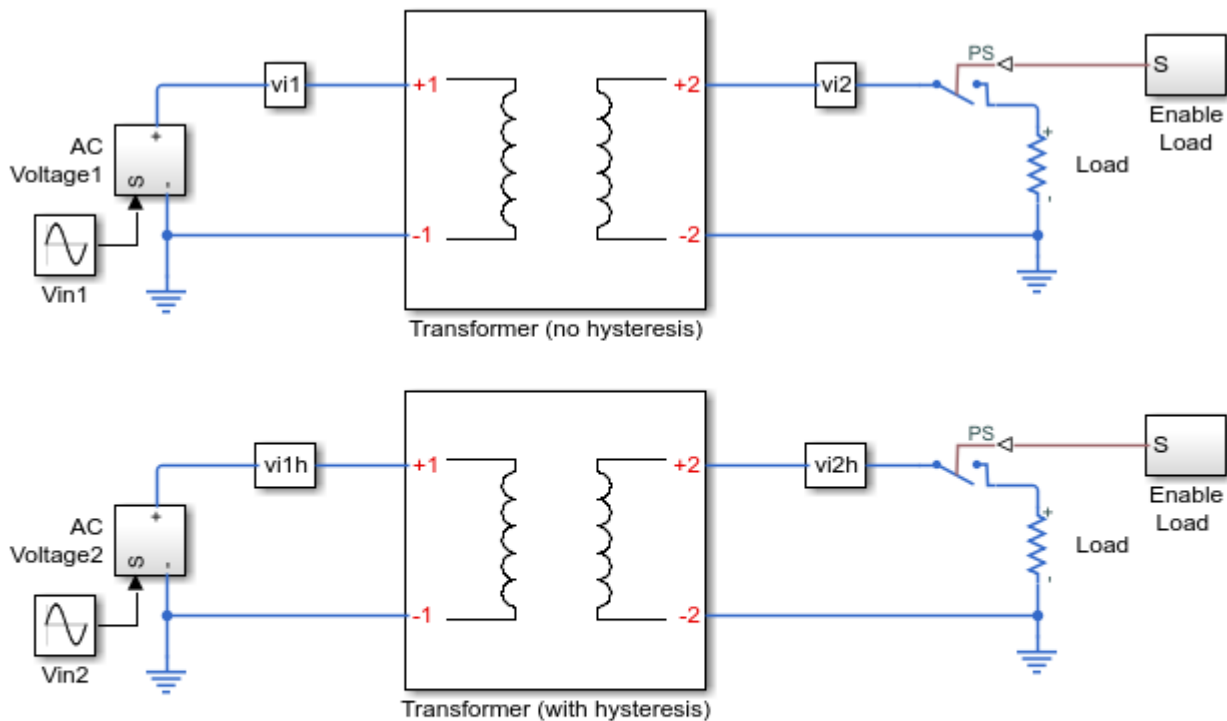 PS
S
vi1
+1
+2
vi2
Enable
Load
+
AC
Voltage1
S
-
+
Load
-
-1
-2
Vin1
Transformer (no hysteresis)
PS
S
vi1h
+1
+2
vi2h
Enable
Load
+
AC
Voltage2
S
-
+
Load
-
-1
-2
Vin2
Transformer (with hysteresis)